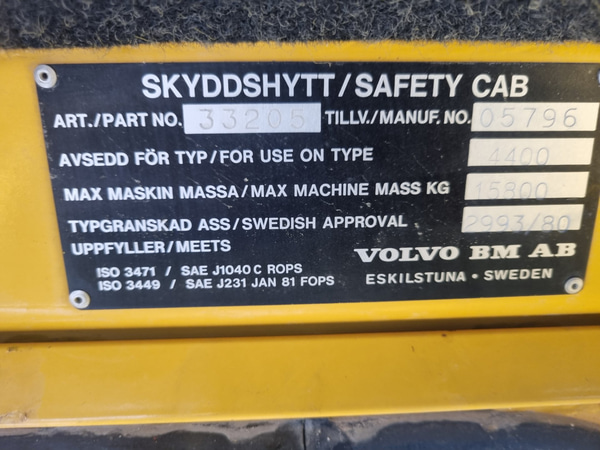 SKYDDSHYTT/SAFETY CAB
ART./PART NO. 33205 TILLV./MANUF. NO. 05796
AVSEDD FÖR TYP/FOR USE ON TYPE 4400
MAX MASKIN MASSA/MAX MACHINE MASS KG 15800
TYPGRANSKAD ASS/SWEDISH APPROVAL 2993/80
UPPFYLLER/MEETS
VOLVO BM AB
ISO 3471 / SAE J1040 C ROPS
ISO 3449 / SAE J231 JAN 81 FOPS
ESKILSTUNA • SWEDEN